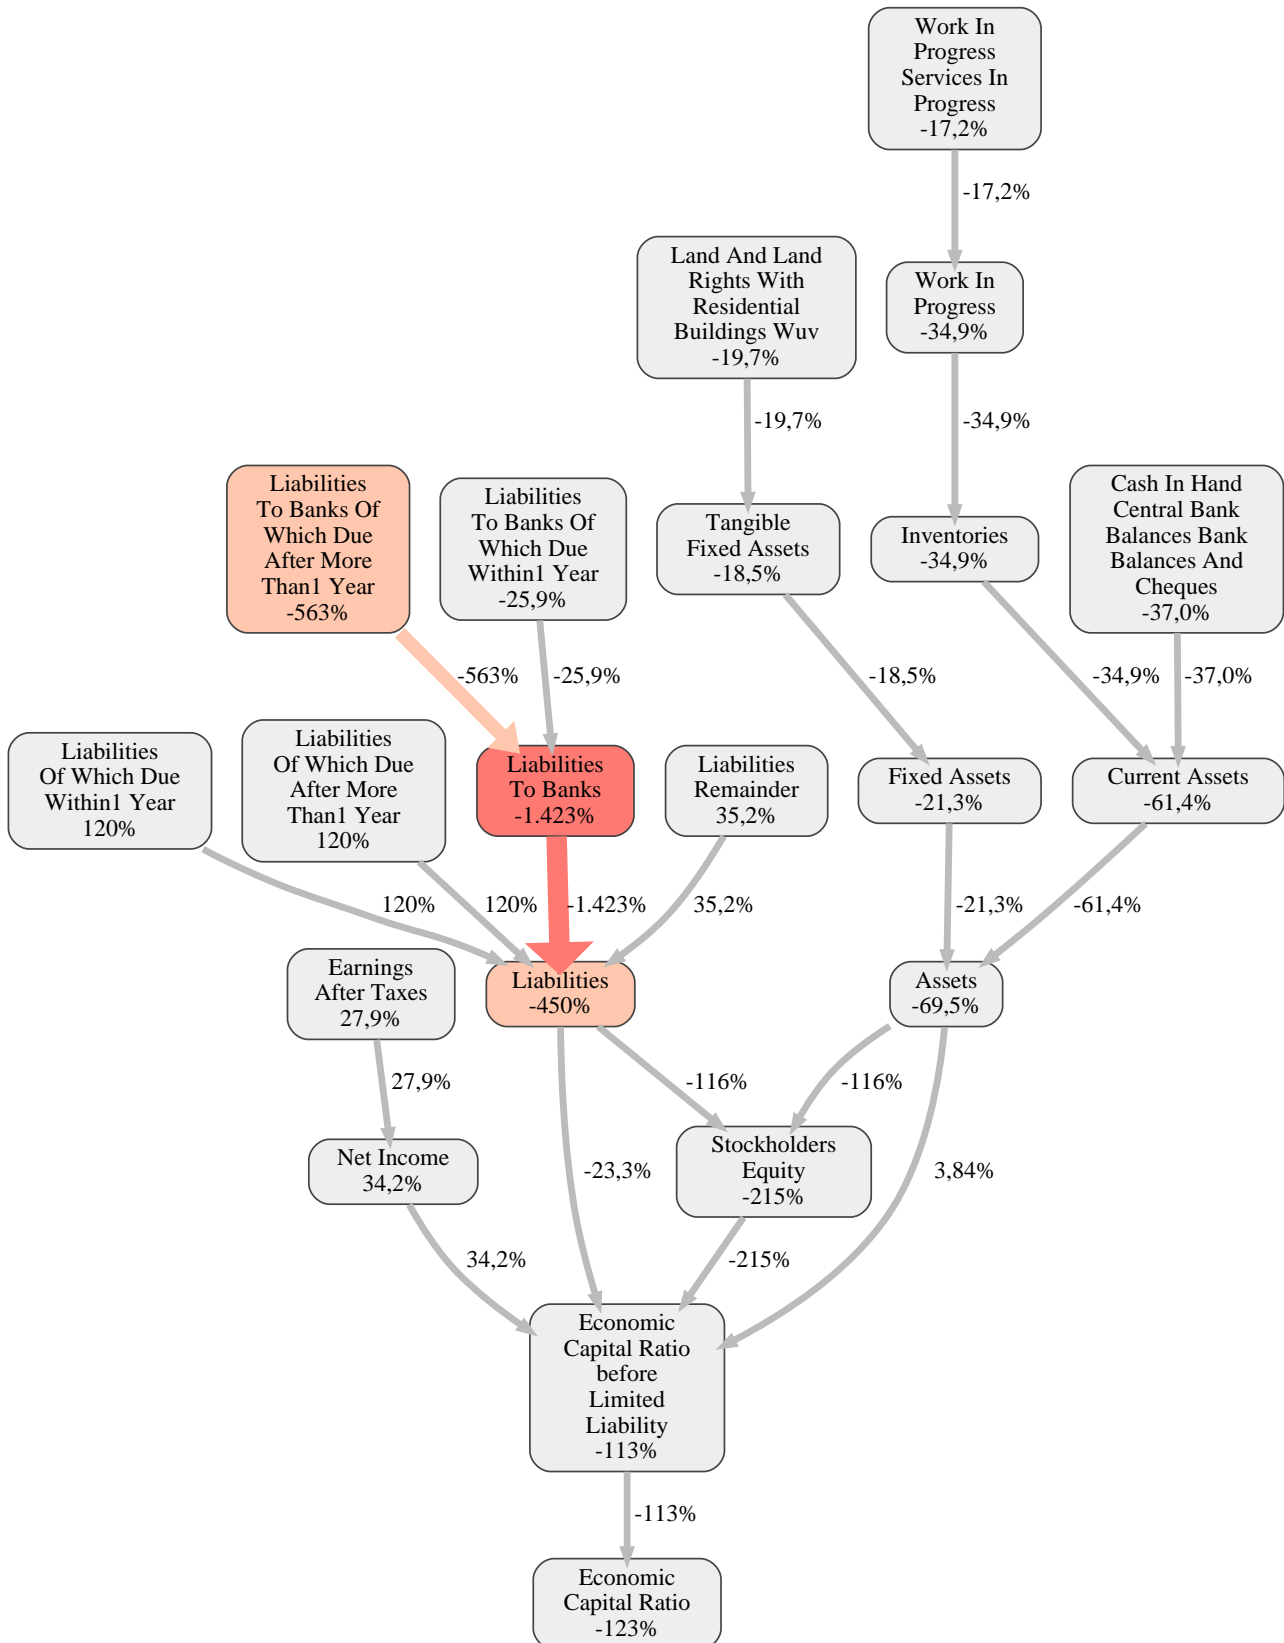 Work In
Progress
Services In
Progress
-17,2%
-17,2%
Land And Land
Rights With
Residential
Buildings Wuv
-19,7%
Work In
Progress
-34,9%
-19,7%
-34,9%
Liabilities
To Banks Of
Which Due
After More
Than1 Year
-563%
Liabilities
To Banks Of
Which Due
Within1 Year
-25,9%
Tangible
Fixed Assets
-18,5%
Inventories
-34,9%
Cash In Hand
Central Bank
Balances Bank
Balances And
Cheques
-37,0%
-563%
-25,9%
-18,5%
-34,9%
-37,0%
Liabilities
Of Which Due
Within1 Year
120%
Liabilities
Of Which Due
After More
Than1 Year
120%
Liabilities
To Banks
-1.423%
Liabilities
Remainder
35,2%
Fixed Assets
-21,3%
Current Assets
-61,4%
120%
120%
-1.423%
35,2%
-21,3%
-61,4%
Earnings
After Taxes
27,9%
Liabilities
-450%
Assets
-69,5%
27,9%
-116%
-116%
Net Income
34,2%
-23,3%
Stockholders
Equity
-215%
3,84%
34,2%
-215%
Economic
Capital Ratio
before
Limited
Liability
-113%
-113%
Economic
Capital Ratio
-123%